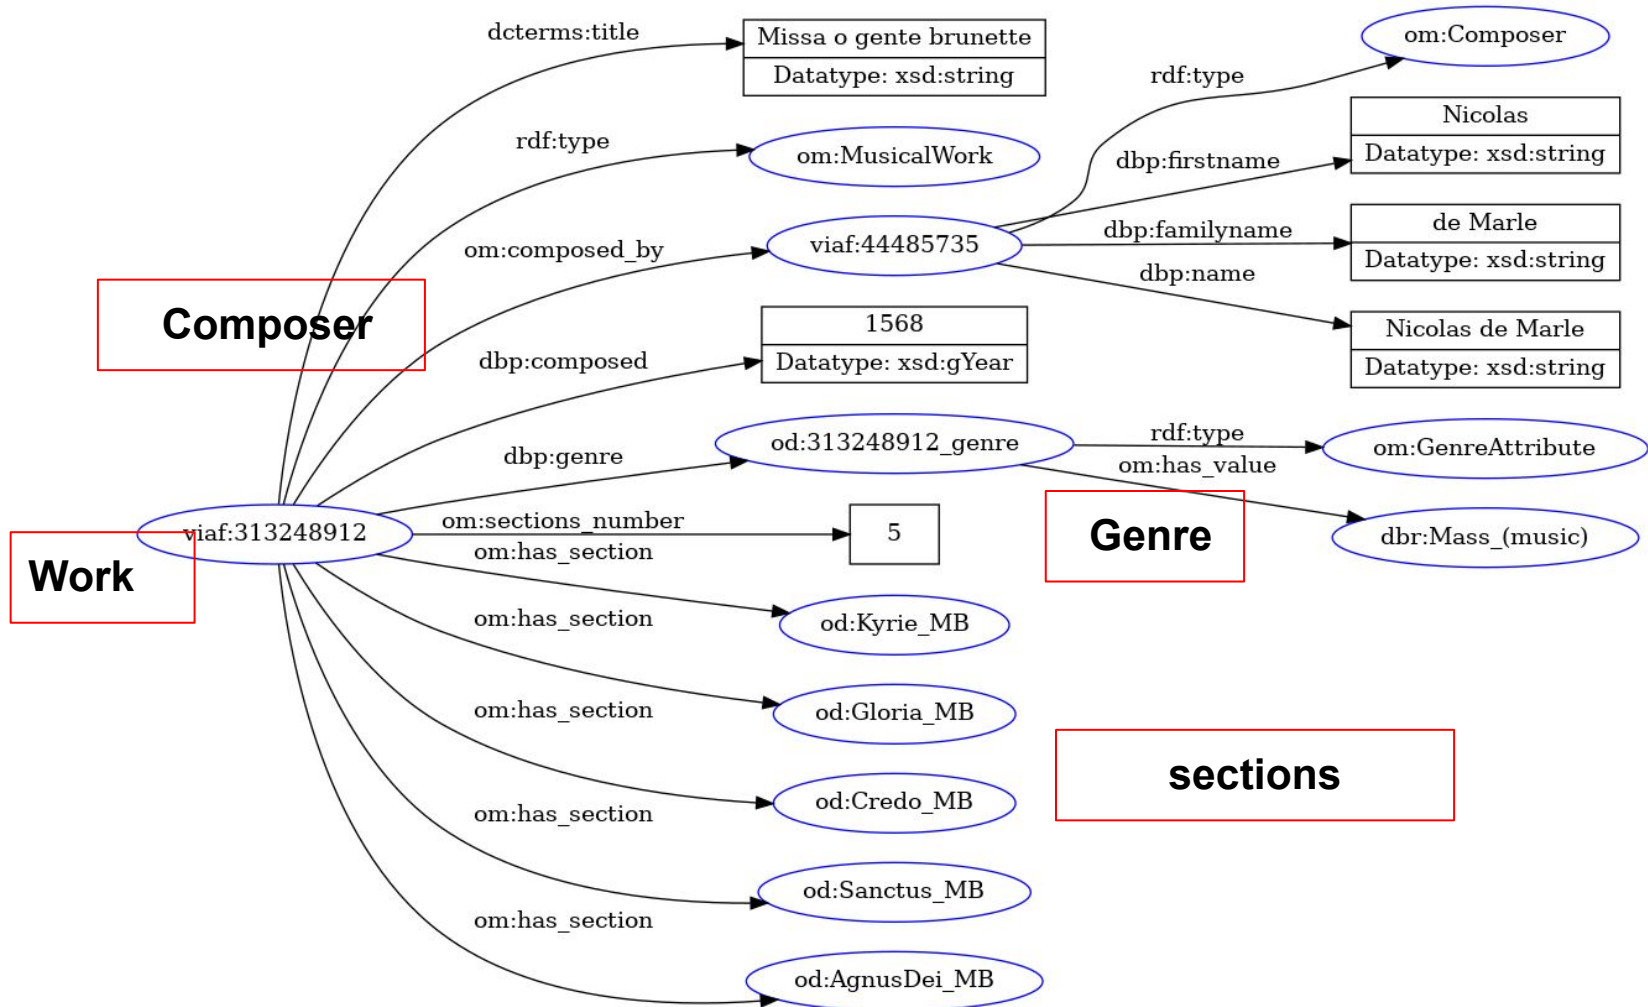 dcterms:title
Missa o gente brunette
Datatype: xsd:string
om:Composer
rdf:type
rdf:type
om:MusicalWork
Nicolas
Datatype: xsd:string
dbp:firstname
om:composed_by
viaf:44485735
dbp:familyname
de Marle
Datatype: xsd:string
dbp:name
Composer
1568
Datatype: xsd:gYear
Nicolas de Marle
Datatype: xsd:string
dbp:composed
dbp:genre
od:313248912_genre
rdf:type
om:GenreAttribute
om:has_value
viaf:313248912
om:sections_number
5
Genre
dbr:Mass_(music)
Work
om:has_section
od:Kyrie_MB
om:has_section
od:Gloria_MB
om:has_section
od:Credo_MB
sections
om:has_section
od:Sanctus_MB
om:has_section
od:AgnusDei_MB